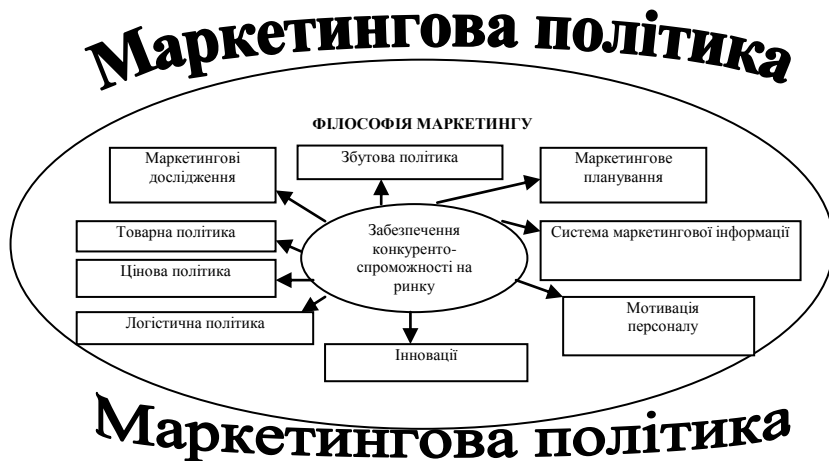 Маркетингова політика
ФІЛОСОФІЯ МАРКЕТИНГУ
Маркетингові
дослідження
Збутова політика
Маркетингове
планування
Товарна політика
Забезпечення
конкуренто-
спроможності на
ринку
Система маркетингової інформації
Цінова політика
Логістична політика
Мотивація
персоналу
Інновації
Маркетингова політика